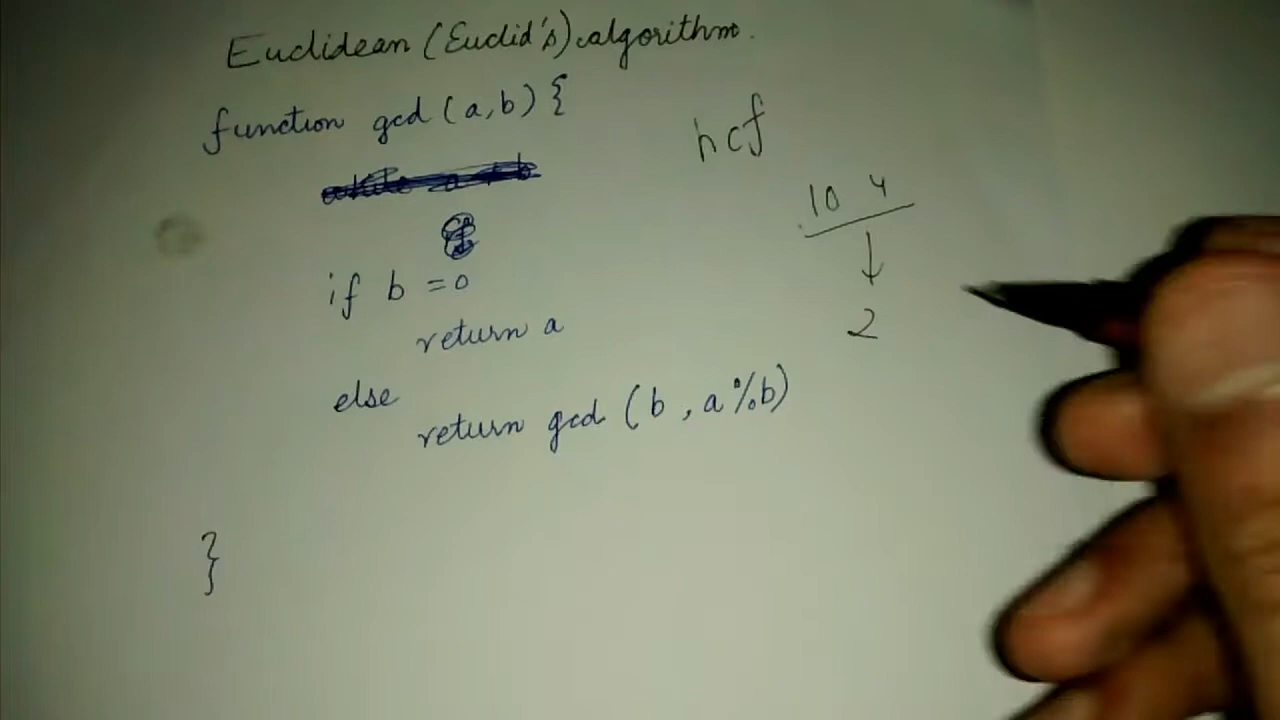 Euclidean (Euclid's) algorithm.
function gcd (a,b) {
if b = 0
return a
else
return gcd (b , a%b)
}
hcf
10 4
2